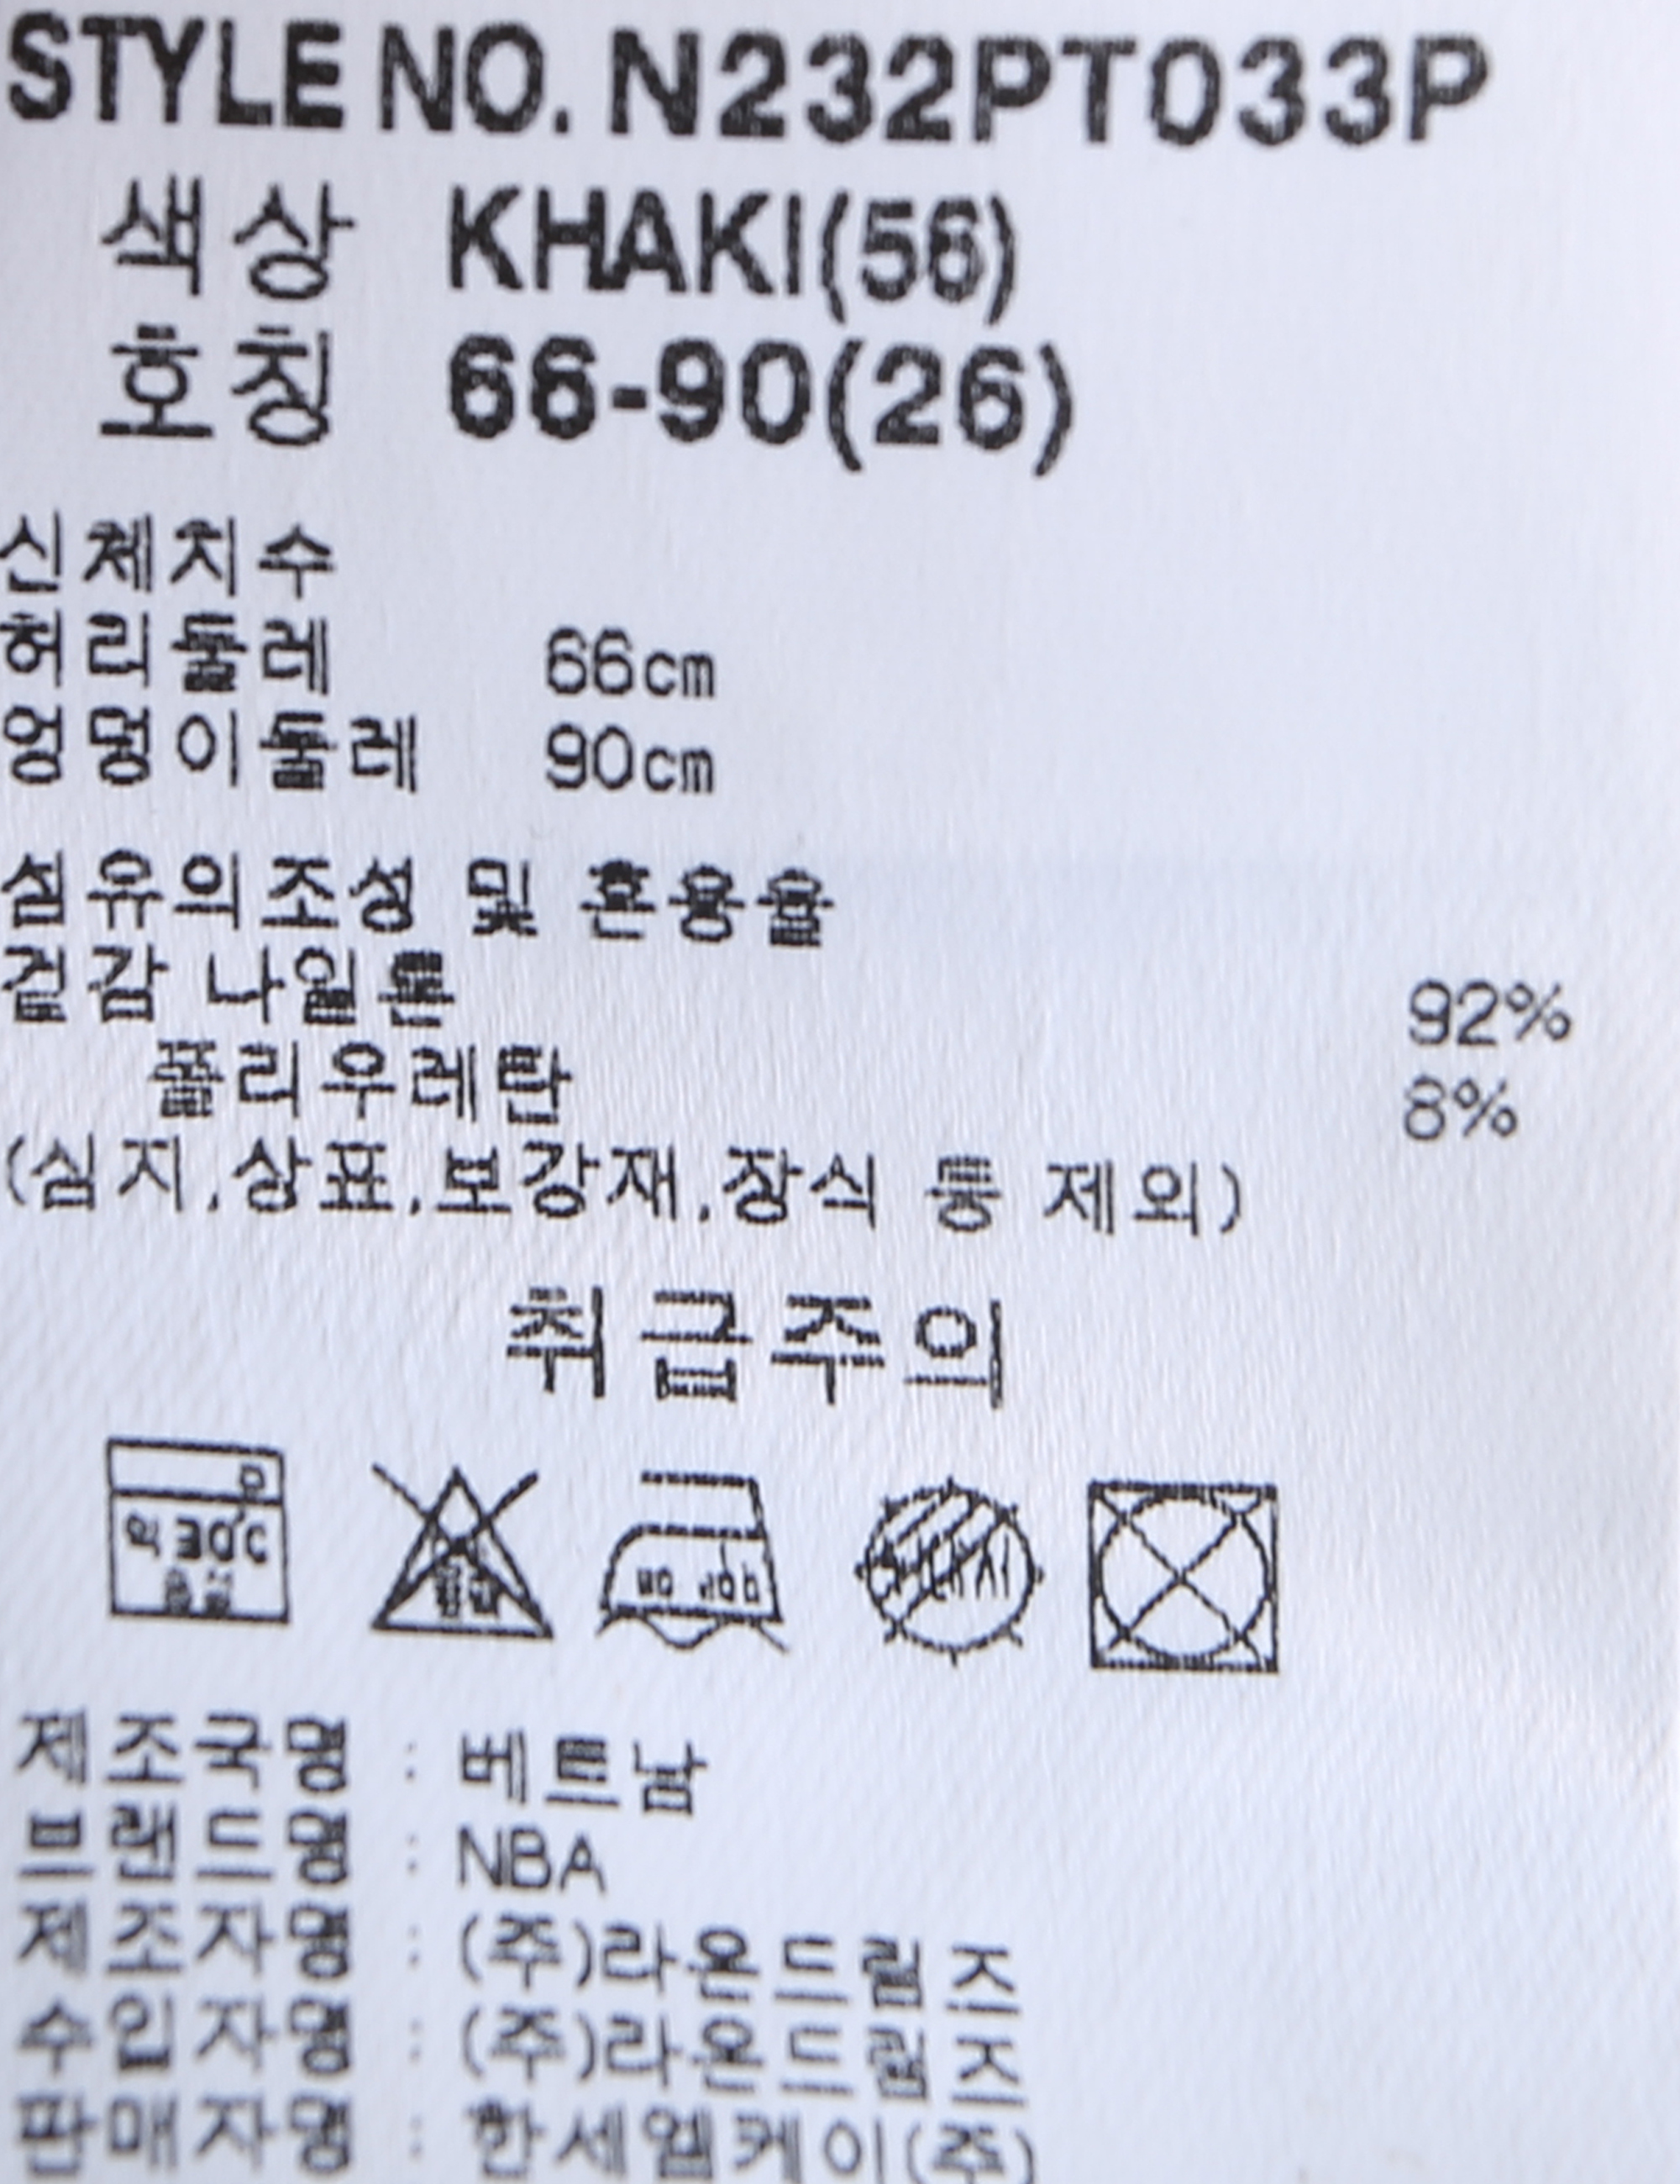 STYLE NO. N232PT033P
색상 KHAKI(56)
호칭 66-90(26)
신체치수
허리둘레 66cm
엉덩이둘레 90cm
섬유의조성 및 혼용율
겉감 나일론 92%
폴리우레탄 8%
(심지.상표.보강재.장식 등 제외)
취급주의
약 30℃
중성
제조국명 : 베트남
브랜드명 : NBA
제조자명 : (주)라온드림즈
수입자명 : (주)라온드림즈
판매자명 : 한세엠케이(주)